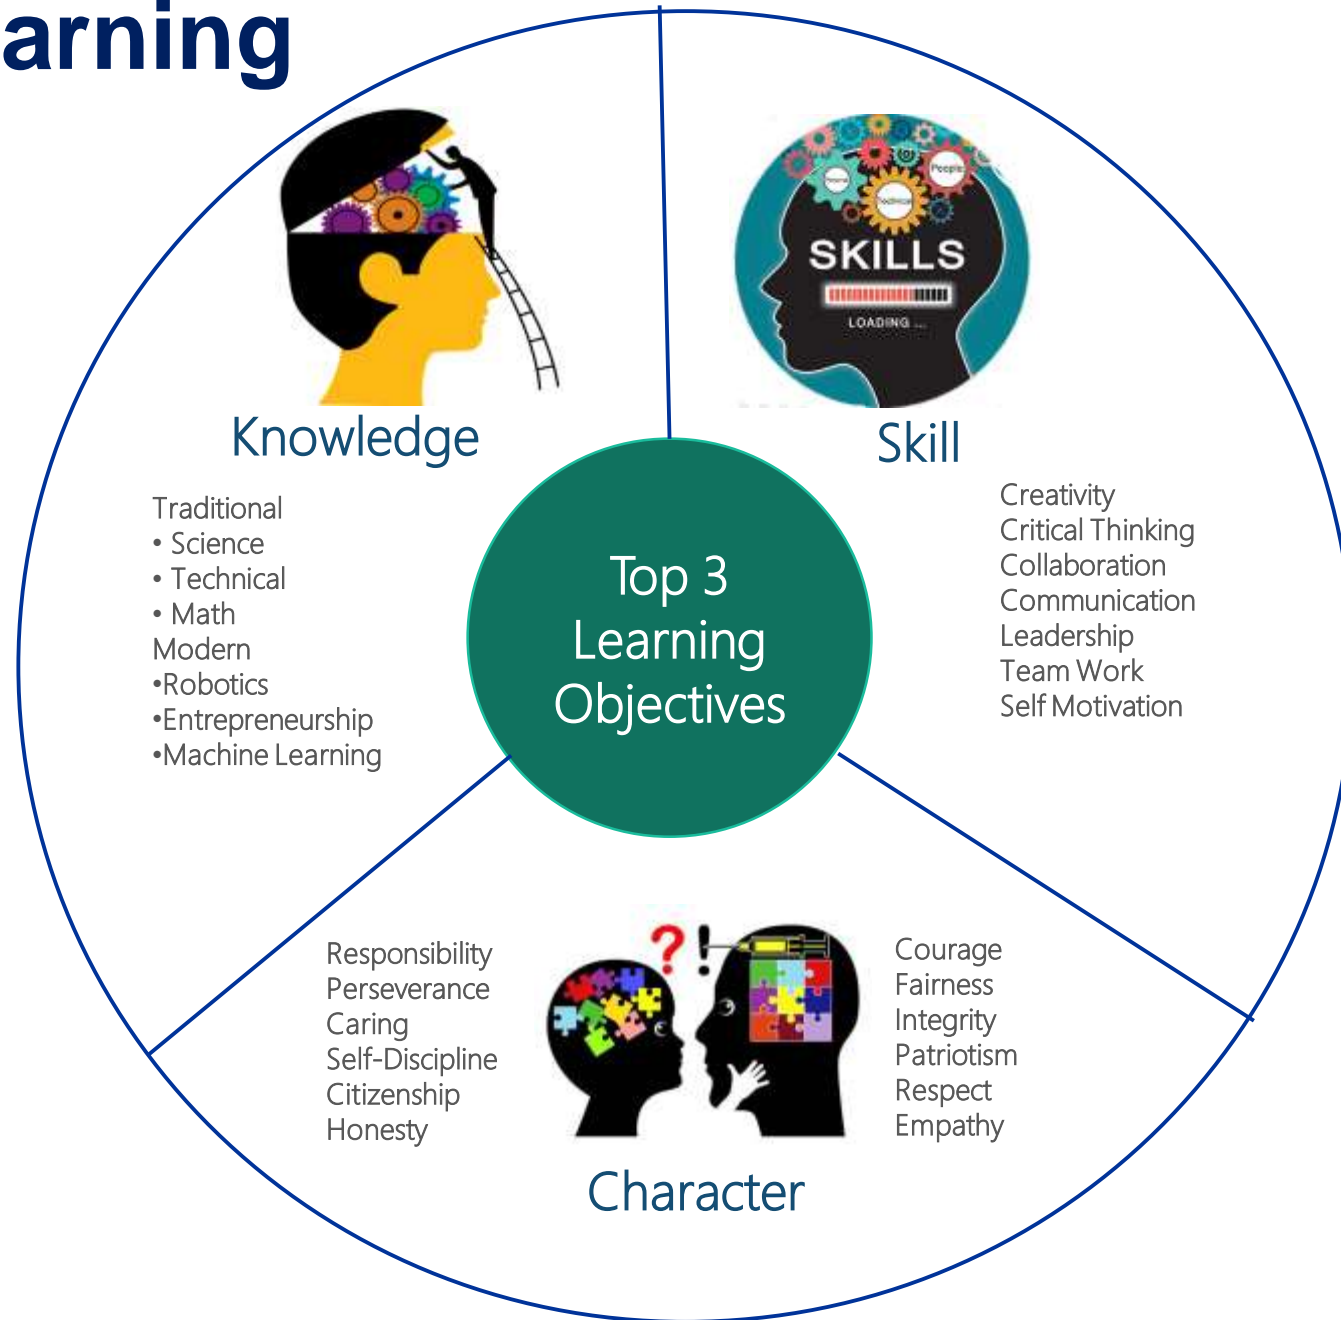 arning
Knowledge
Traditional
• Science
• Technical
• Math
Modern
•Robotics
•Entrepreneurship
•Machine Learning
People
SKILLS
LOADING ...
Skill
Creativity
Critical Thinking
Collaboration
Communication
Leadership
Team Work
Self Motivation
Top 3
Learning
Objectives
Responsibility
Perseverance
Caring
Self-Discipline
Citizenship
Honesty
?!
Courage
Fairness
Integrity
Patriotism
Respect
Empathy
Character